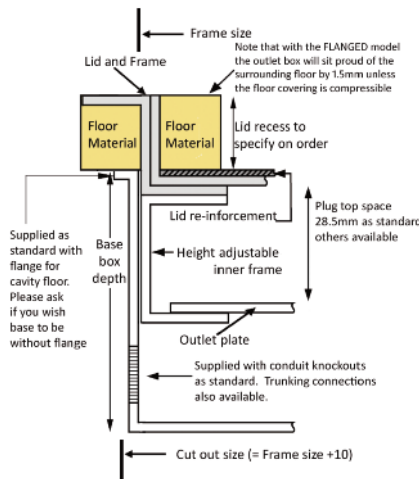 Frame size
Note that with the FLANGED model
the outlet box will sit proud of the
surrounding floor by 1.5mm unless
the floor covering is compressible
Lid and Frame
Floor
Material
Floor
Material
Lid recess to
specify on order
Lid re-inforcement
Plug top space
28.5mm as standard
others available
Supplied as
standard with
flange for
cavity floor.
Please ask
if you wish
base to be
without flange
Base
box
depth
Height adjustable
inner frame
Outlet plate
Supplied with conduit knockouts
as standard.  Trunking connections
also available.
Cut out size (= Frame size +10)